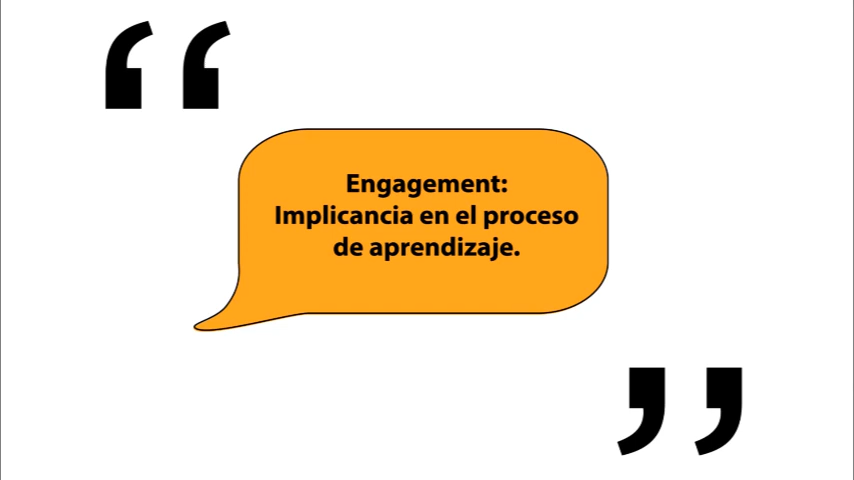 “
Engagement:
Implicancia en el proceso
de aprendizaje.
”